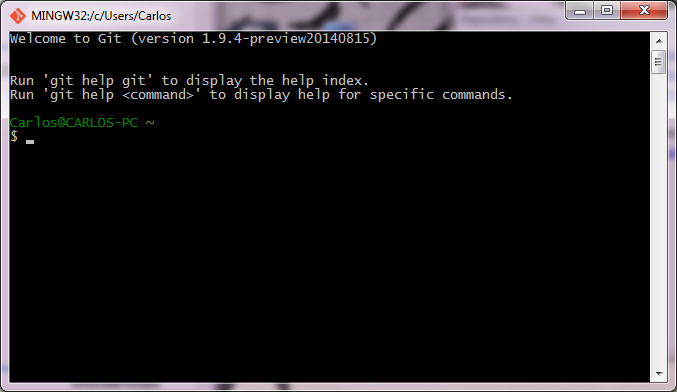 MINGW32:/c/Users/Carlos
Welcome to Git (version 1.9.4-preview20140815)
Run 'git help git' to display the help index.
Run 'git help <command>' to display help for specific commands.
Carlos@CARLOS-PC ~
$